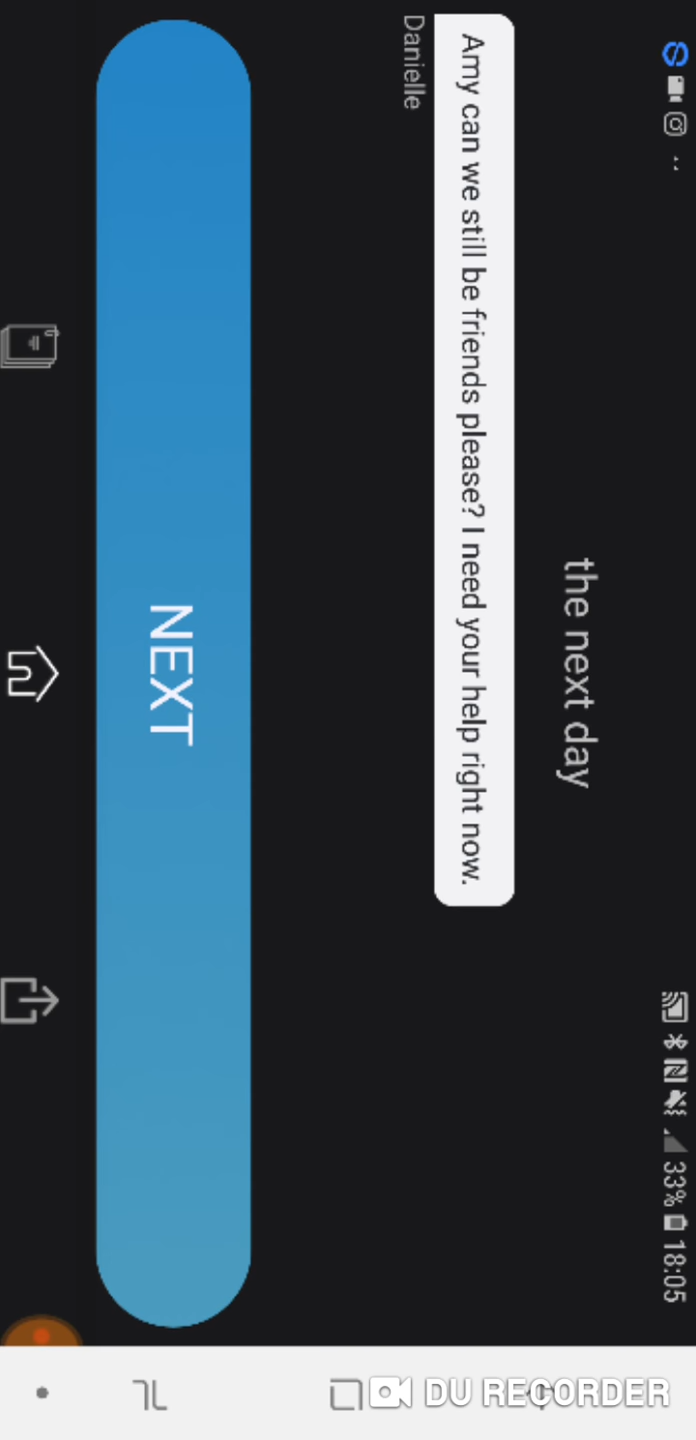 33% 18:05
the next day
Amy can we still be friends please? I need your help right now.
Danielle
NEXT
DU RECORDER